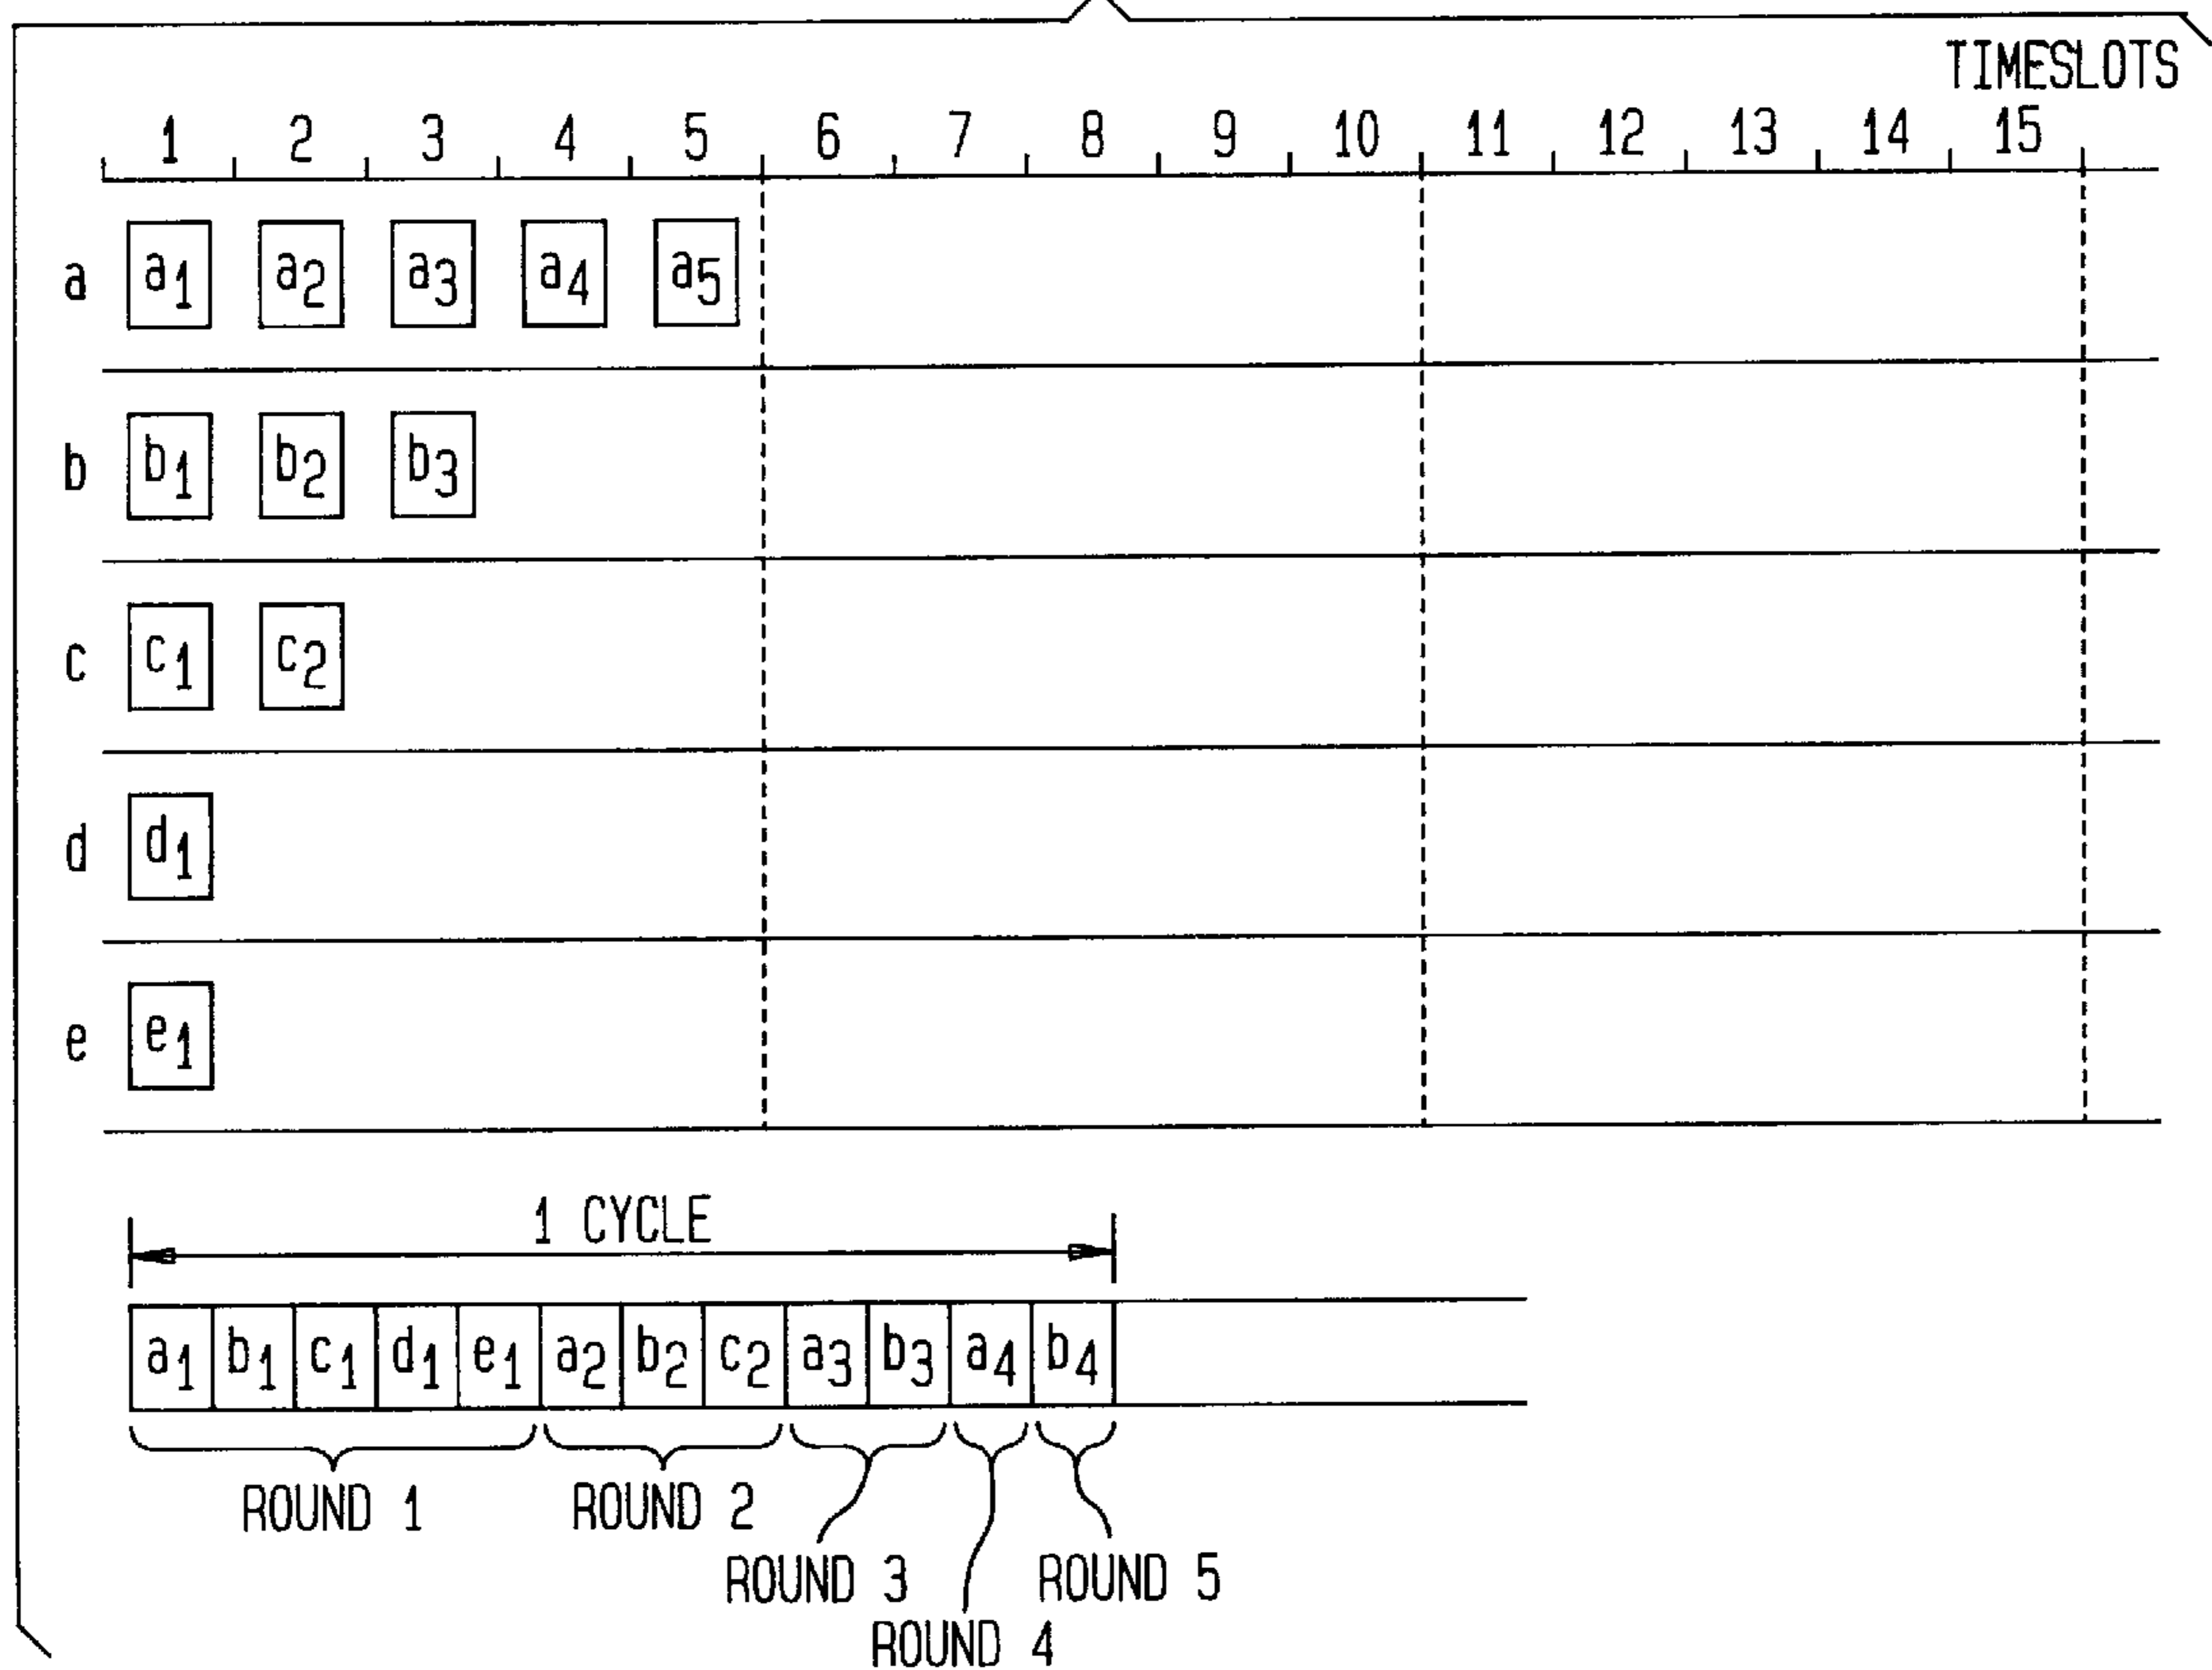 TIMESLOTS
1 2 3 4 5 6 7 8 9 10 11 12 13 14 15
a a1 a2 a3 a4 a5
b b1 b2 b3
c c1 c2
d d1
e e1
1 CYCLE
a1 b1 c1 d1 e1 a2 b2 c2 a3 b3 a4 b4
ROUND 1 ROUND 2
ROUND 3 ROUND 5
ROUND 4